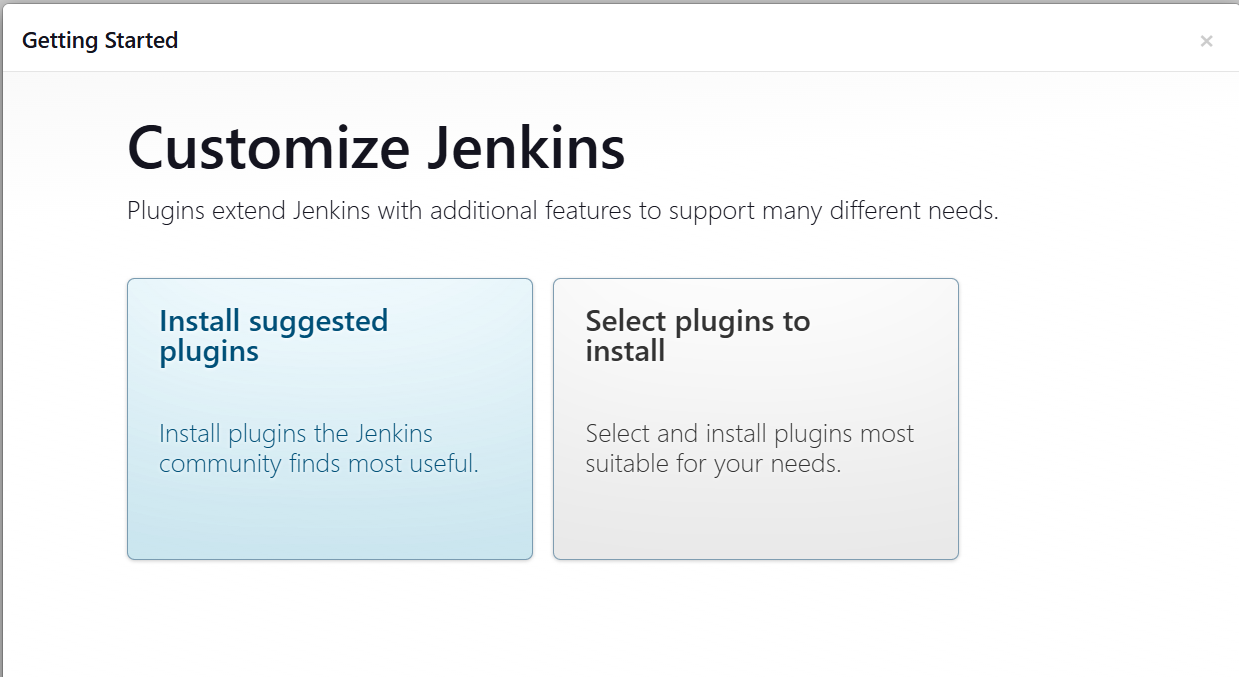 Getting Started
×
Customize Jenkins
Plugins extend Jenkins with additional features to support many different needs.
Install suggested
plugins
Install plugins the Jenkins
community finds most useful.
Select plugins to
install
Select and install plugins most
suitable for your needs.